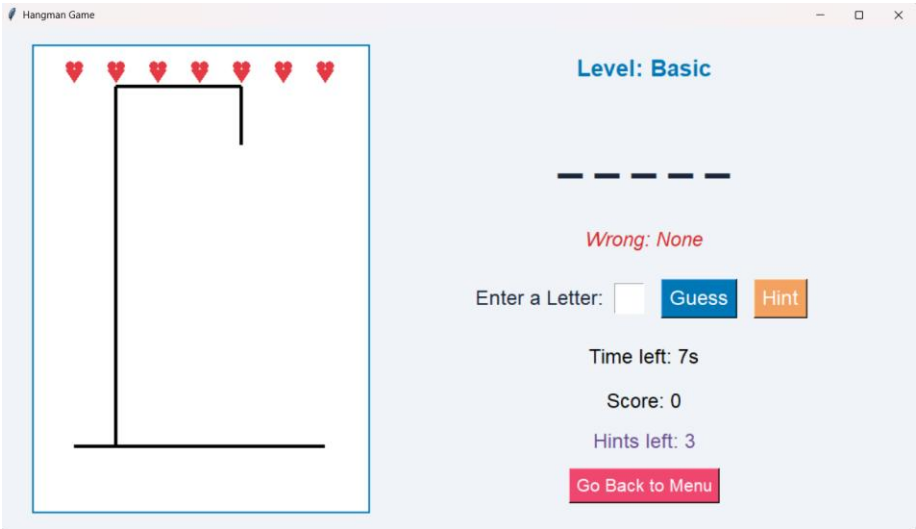 Hangman Game
Level: Basic
_ _ _ _ _
Wrong: None
Enter a Letter: Guess Hint
Time left: 7s
Score: 0
Hints left: 3
Go Back to Menu